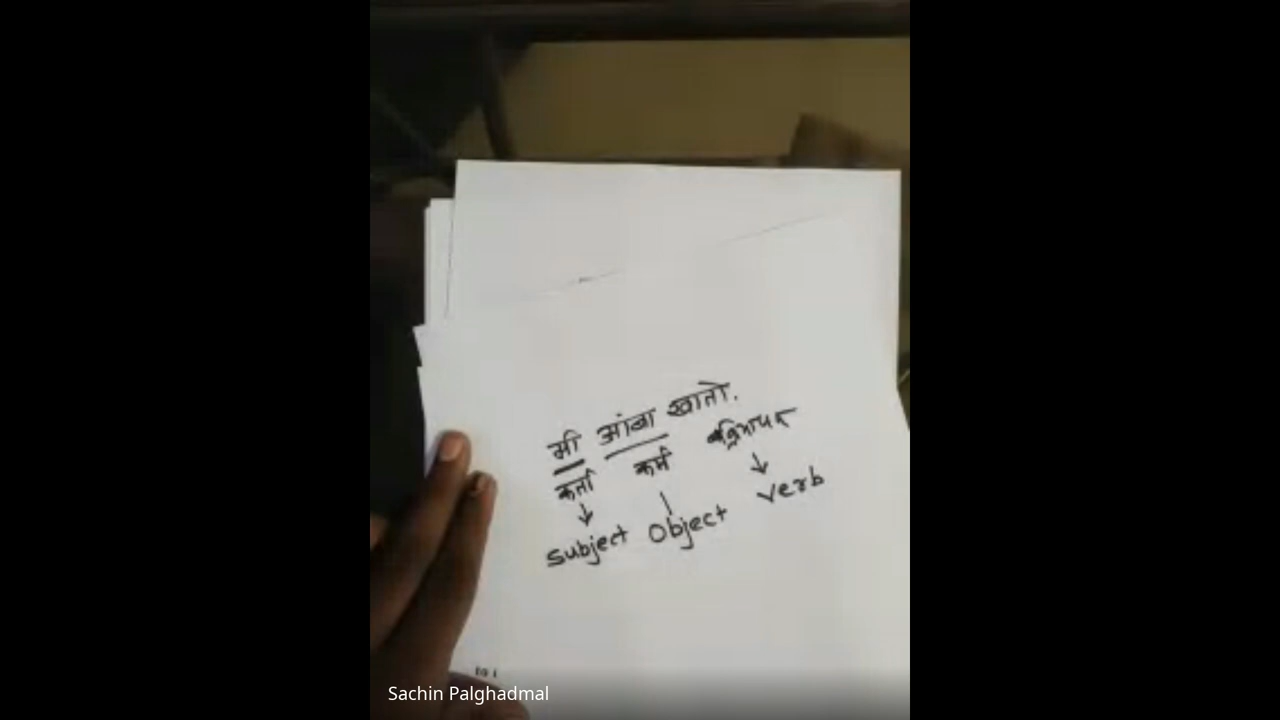 मी आंबा खातो.
कर्ता कर्म क्रियापद
↓ \ ↓
subject Object verb
Sachin Palghadmal